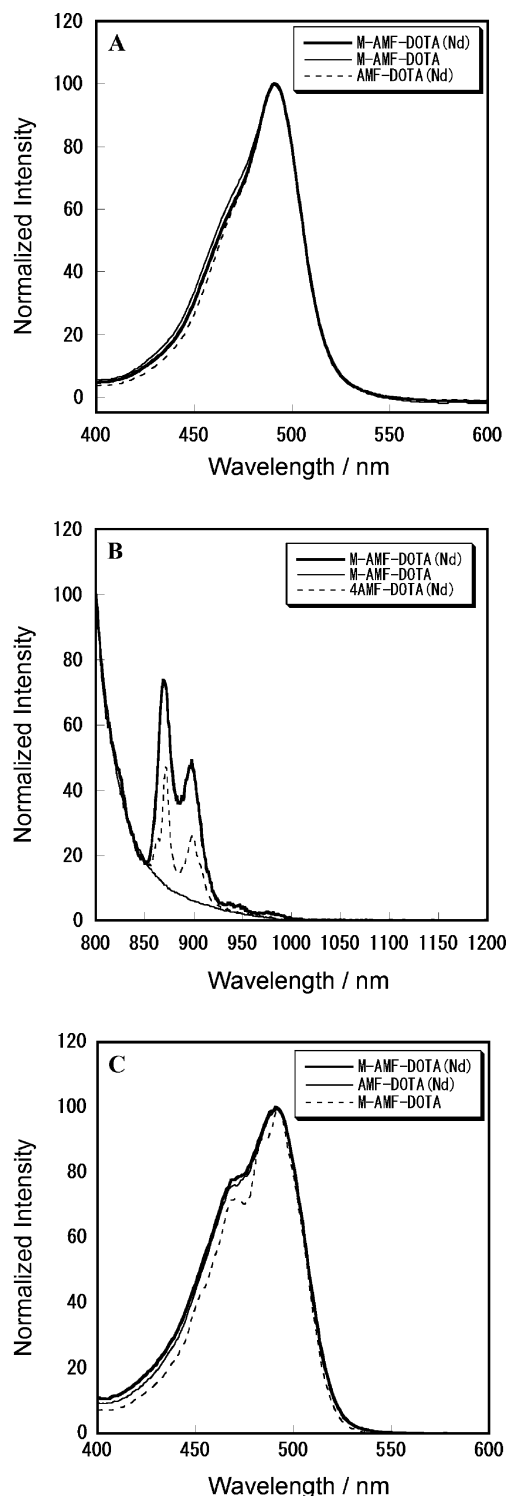 A
M-AMF-DOTA(Nd)
M-AMF-DOTA
AMF-DOTA(Nd)
120
100
80
60
40
20
0
400 450 500 550 600
Normalized Intensity
Wavelength / nm
B
M-AMF-DOTA(Nd)
M-AMF-DOTA
4AMF-DOTA(Nd)
120
100
80
60
40
20
0
800 850 900 950 1000 1050 1100 1150 1200
Normalized Intensity
Wavelength / nm
C
M-AMF-DOTA(Nd)
AMF-DOTA(Nd)
M-AMF-DOTA
120
100
80
60
40
20
0
400 450 500 550 600
Normalized Intensity
Wavelength / nm